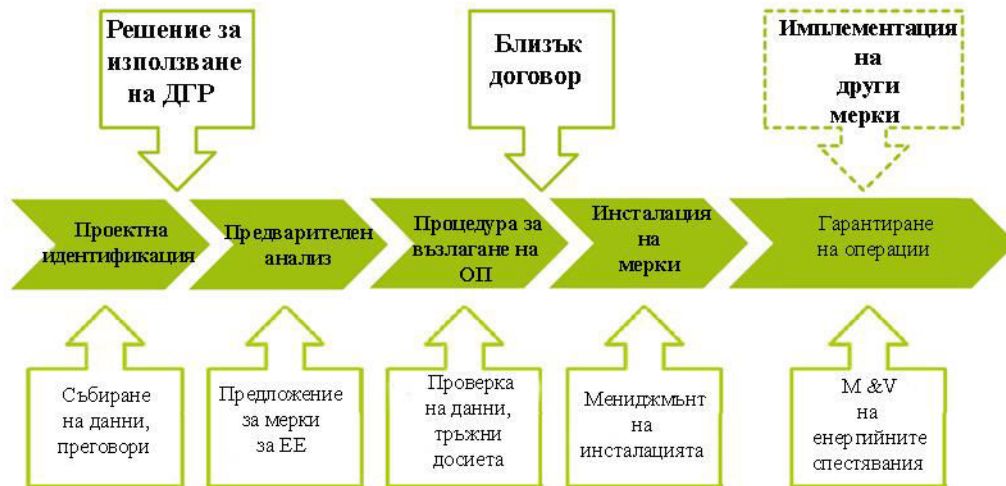 Решение за
използване
на ДГР
Близък
договор
Имплементация
на
други
мерки
Проектна
идентификация
Предварителен
анализ
Процедура за
възлагане на
ОП
Инсталация
на
мерки
Гарантиране
на операции
Събиране
на данни,
преговори
Предложение
за мерки
за ЕЕ
Проверка
на данни,
тръжни
досиета
Мениджмънт
на
инсталацията
M &V
на
енергийните
спестявания